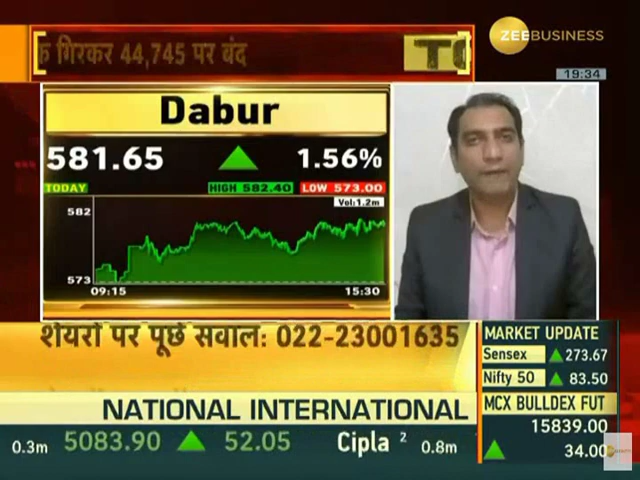 क गिरकर 44,745 पर बंद
ZEEBUSINESS
19:34
Dabur
581.65 1.56%
TODAY HIGH 582.40 LOW 573.00
Vol:1.2m
582
573
09:15 15:30
शेयरों पर पूछें सवाल: 022-23001635
NATIONAL INTERNATIONAL
0.3m 5083.90 52.05 Cipla 2 0.8m
MARKET UPDATE
Sensex 273.67
Nifty 50 83.50
MCX BULLDEX FUT
15839.00
34.00